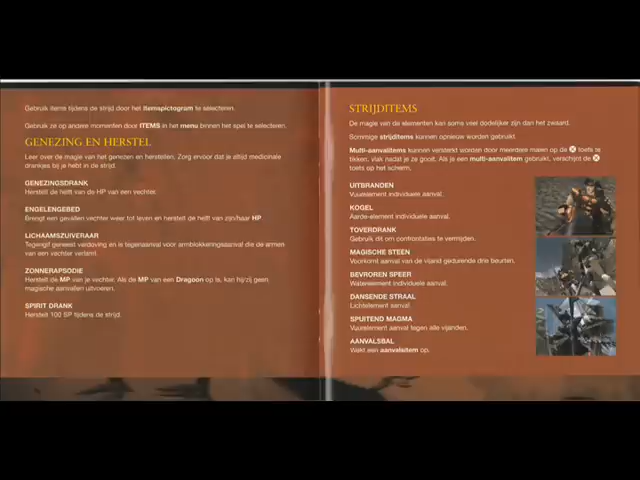 Gebruik items tijdens de strijd door het Itemspictogram te selecteren.
Gebruik ze op andere momenten door ITEMS in het menu binnen het spel te selecteren.
GENEZING EN HERSTEL
Leer over de magie van het genezen en herstellen. Zorg ervoor dat je altijd medicinale
drankjes bij je hebt in de strijd.
GENEZINGSDRANK
Herstelt de helft van de HP van een vechter.
ENGELENGEBED
Brengt een gevallen vechter weer tot leven en herstelt de helft van zijn/haar HP.
LICHAAMSZUIVERAAR
Tegengif geneest verdoving en is tegenaanval voor armblokkeringsaanval die de armen
van een vechter verlamt.
ZONNERAPSODIE
Herstelt de MP van je vechter. Als de MP van een Dragoon op is, kan hij/zij geen
magische aanvallen uitvoeren.
SPIRIT DRANK
Herstelt 100 SP tijdens de strijd.
STRIJDITEMS
De magie van de elementen kan soms veel dodelijker zijn dan het zwaard.
Sommige strijditems kunnen opnieuw worden gebruikt.
Multi-aanvalitems kunnen versterkt worden door meerdere malen op de ⊗ toets te
tikken, vlak nadat je ze gooit. Als je een multi-aanvalitem gebruikt, verschijnt de ⊗
toets op het scherm.
UITBRANDEN
Vuurelement individuele aanval.
KOGEL
Aarde-element individuele aanval.
TOVERDRANK
Gebruik dit om confrontaties te vermijden.
MAGISCHE STEEN
Voorkomt aanval van de vijand gedurende drie beurten.
BEVROREN SPEER
Waterelement individuele aanval.
DANSENDE STRAAL
Lichtelement aanval.
SPUITEND MAGMA
Vuurelement aanval tegen alle vijanden.
AANVALSBAL
Wekt een aanvalsitem op.